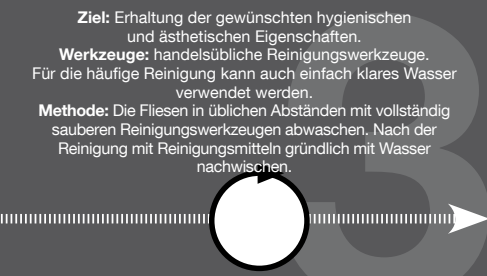 Ziel: Erhaltung der gewünschten hygienischen
und ästhetischen Eigenschaften.
Werkzeuge: handelsübliche Reinigungswerkzeuge.
Für die häufige Reinigung kann auch einfach klares Wasser
verwendet werden.
Methode: Die Fliesen in üblichen Abständen mit vollständig
sauberen Reinigungswerkzeugen abwaschen. Nach der
Reinigung mit Reinigungsmitteln gründlich mit Wasser
nachwischen.
3